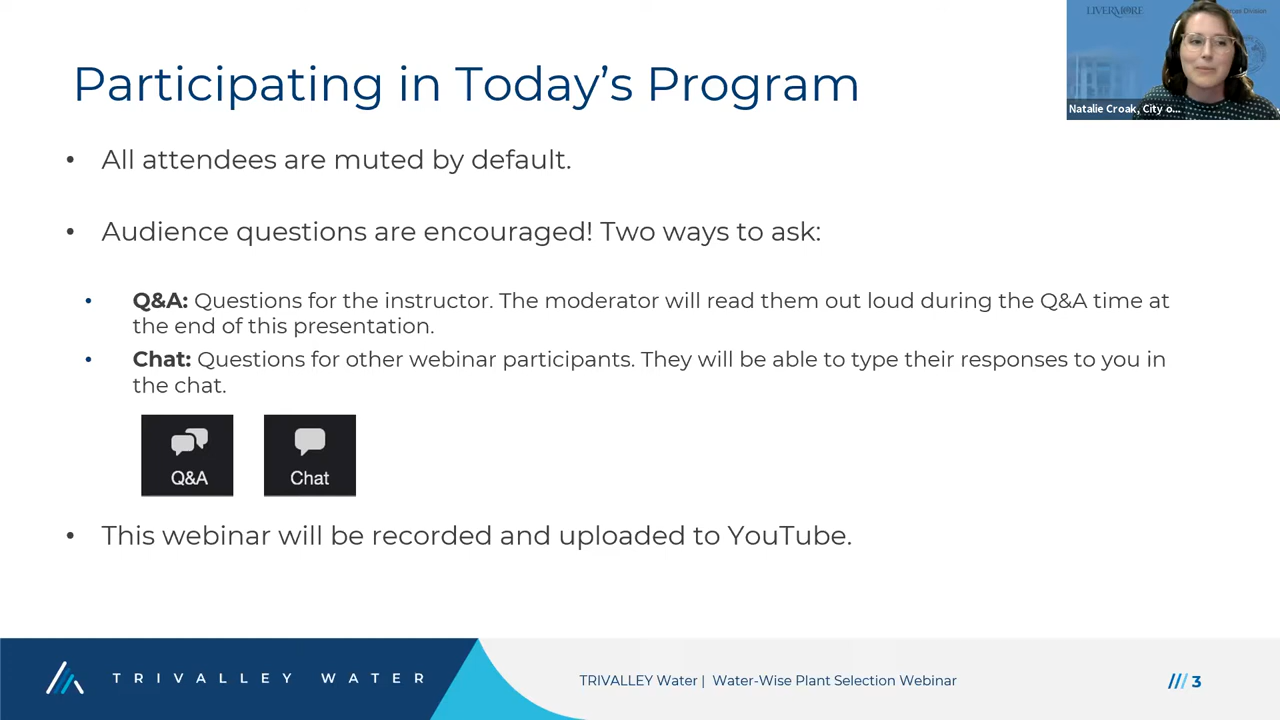 Participating in Today's Program
LIVERMORE
Division
Natalie Croak, City o...
• All attendees are muted by default.
• Audience questions are encouraged! Two ways to ask:
• Q&A: Questions for the instructor. The moderator will read them out loud during the Q&A time at
the end of this presentation.
• Chat: Questions for other webinar participants. They will be able to type their responses to you in
the chat.
Q&A
Chat
• This webinar will be recorded and uploaded to YouTube.
TRIVALLEY WATER
TRIVALLEY Water | Water-Wise Plant Selection Webinar
/// 3